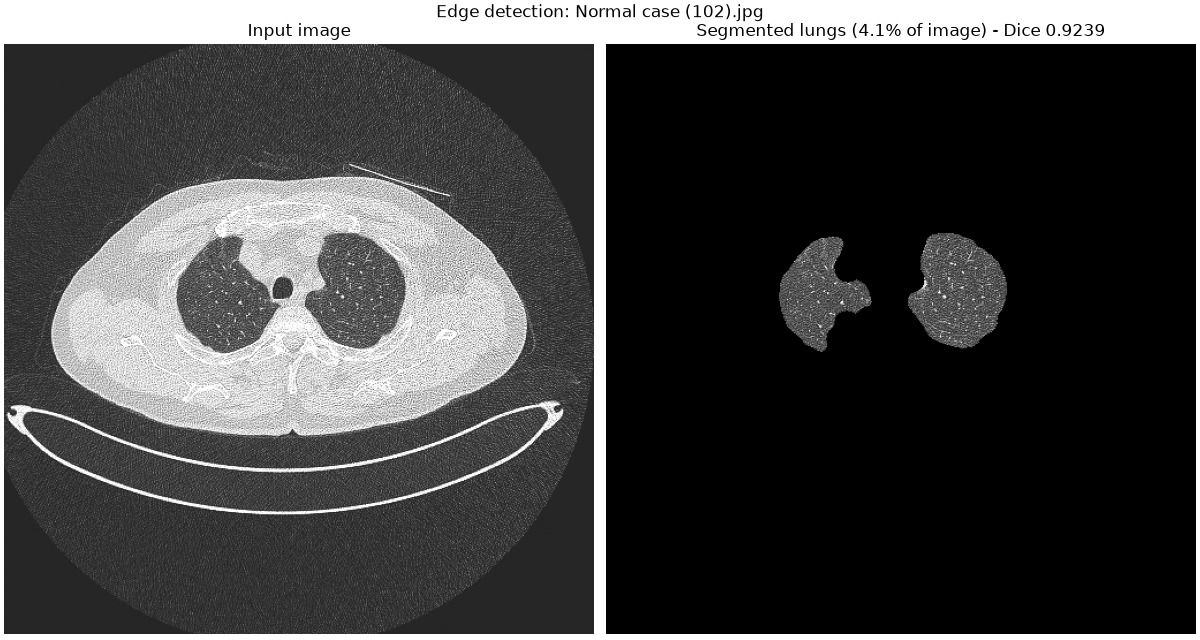 Edge detection: Normal case (102).jpg
Input image
Segmented lungs (4.1% of image) - Dice 0.9239